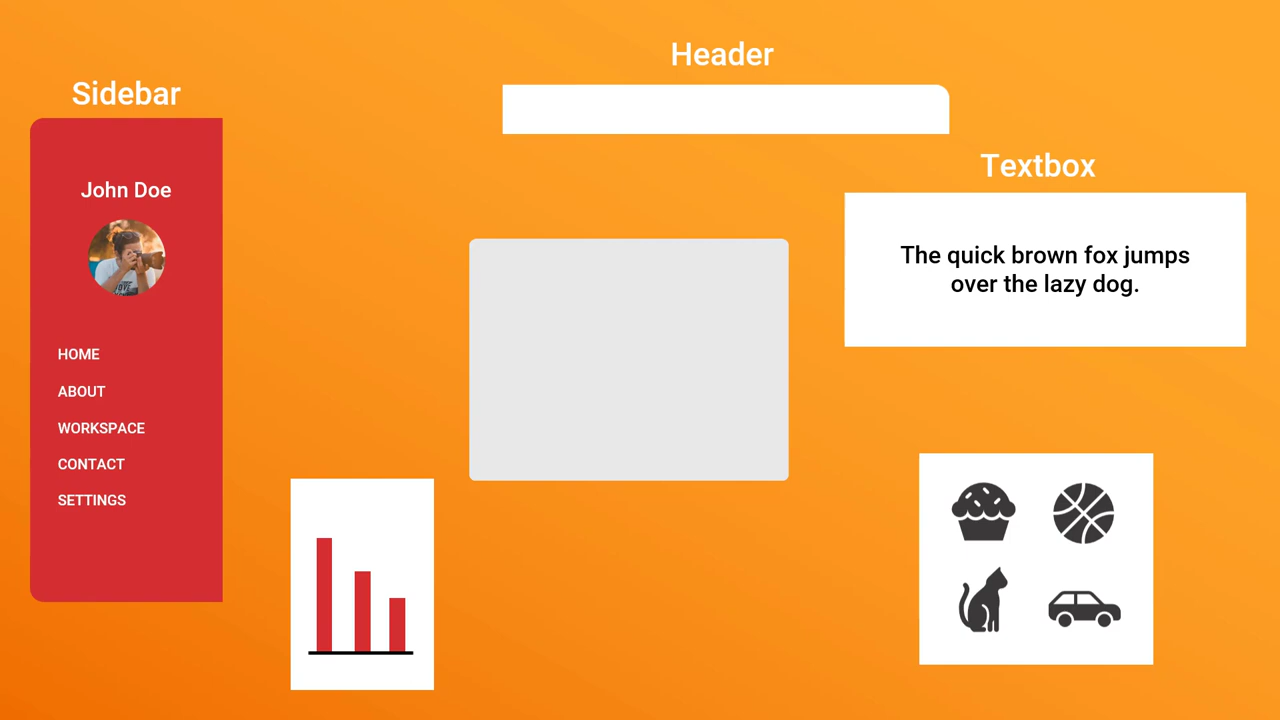 Header
Sidebar
Textbox
John Doe
The quick brown fox jumps
over the lazy dog.
HOME
ABOUT
WORKSPACE
CONTACT
SETTINGS